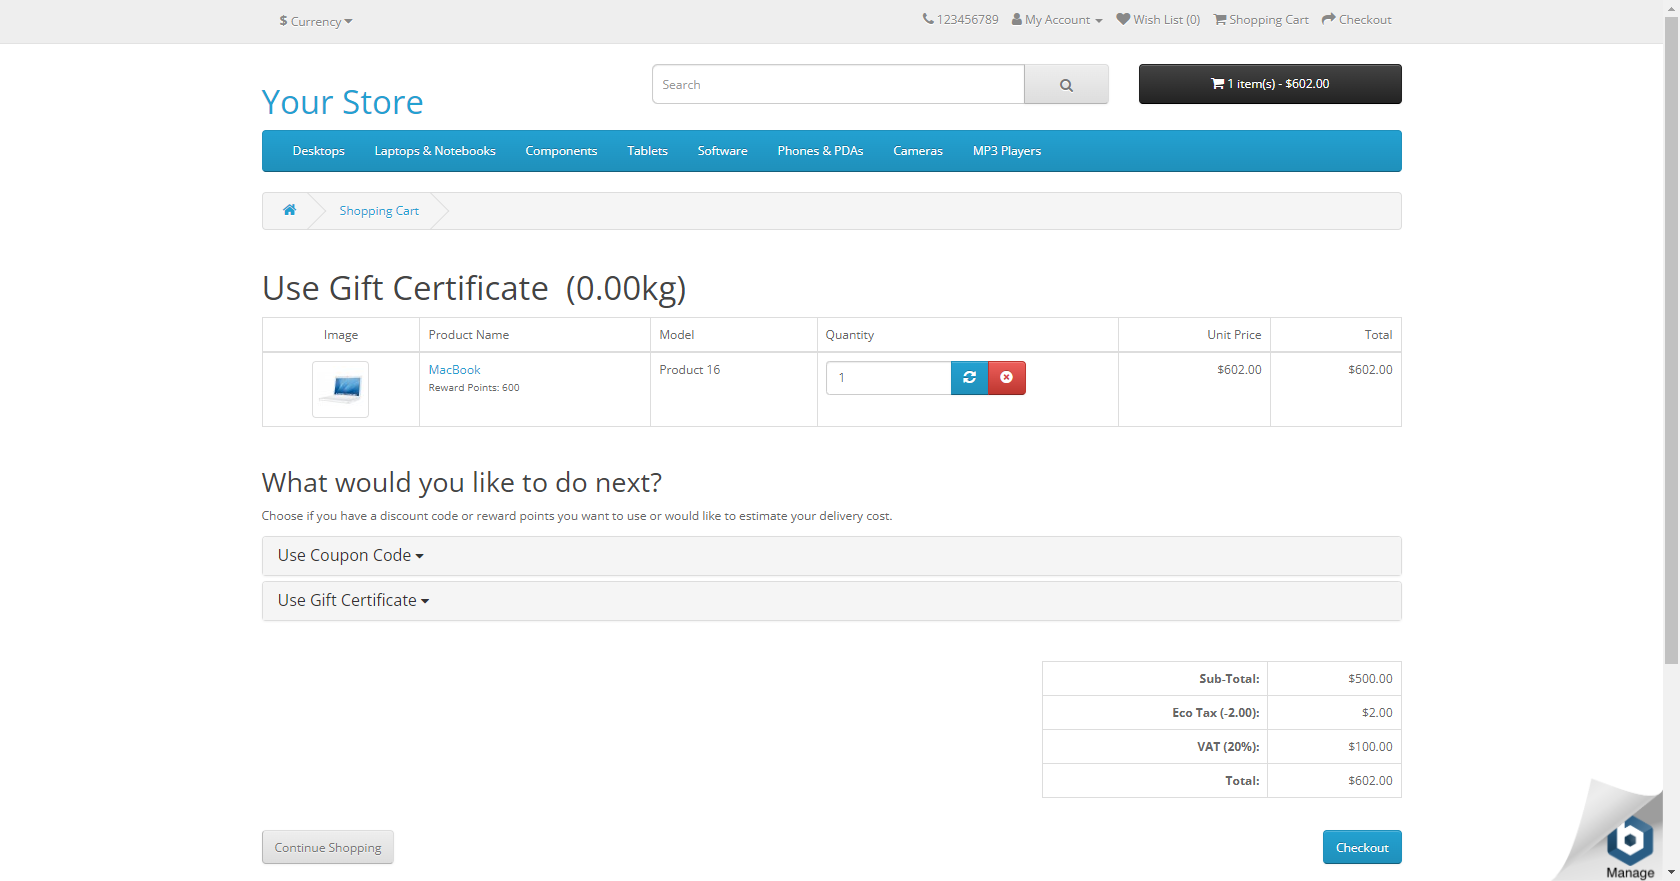 $ Currency
123456789 My Account Wish List (0) Shopping Cart Checkout
Search
1 item(s) - $602.00
Your Store
Desktops Laptops & Notebooks Components Tablets Software Phones & PDAs Cameras MP3 Players
Shopping Cart
Use Gift Certificate (0.00kg)
Image Product Name Model Quantity Unit Price Total
MacBook Product 16 1 $602.00 $602.00
Reward Points: 600
What would you like to do next?
Choose if you have a discount code or reward points you want to use or would like to estimate your delivery cost.
Use Coupon Code
Use Gift Certificate
Sub-Total: $500.00
Eco Tax (-2.00): $2.00
VAT (20%): $100.00
Total: $602.00
Continue Shopping Checkout
Manage